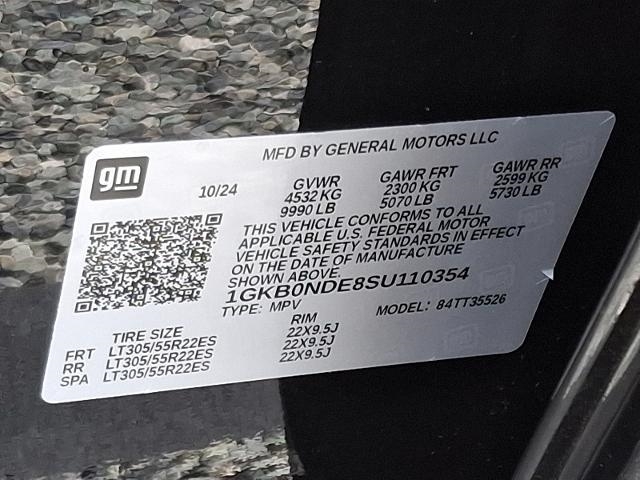 MFD BY GENERAL MOTORS LLC
gm
10/24
GVWR GAWR FRT GAWR RR
4532 KG 2300 KG 2599 KG
9990 LB 5070 LB 5730 LB
THIS VEHICLE CONFORMS TO ALL
APPLICABLE U.S. FEDERAL MOTOR
VEHICLE SAFETY STANDARDS IN EFFECT
ON THE DATE OF MANUFACTURE
SHOWN ABOVE.
1GKB0NDE8SU110354
TYPE: MPV MODEL: 84TT35526
TIRE SIZE RIM
FRT LT305/55R22ES 22X9.5J
RR LT305/55R22ES 22X9.5J
SPA LT305/55R22ES 22X9.5J